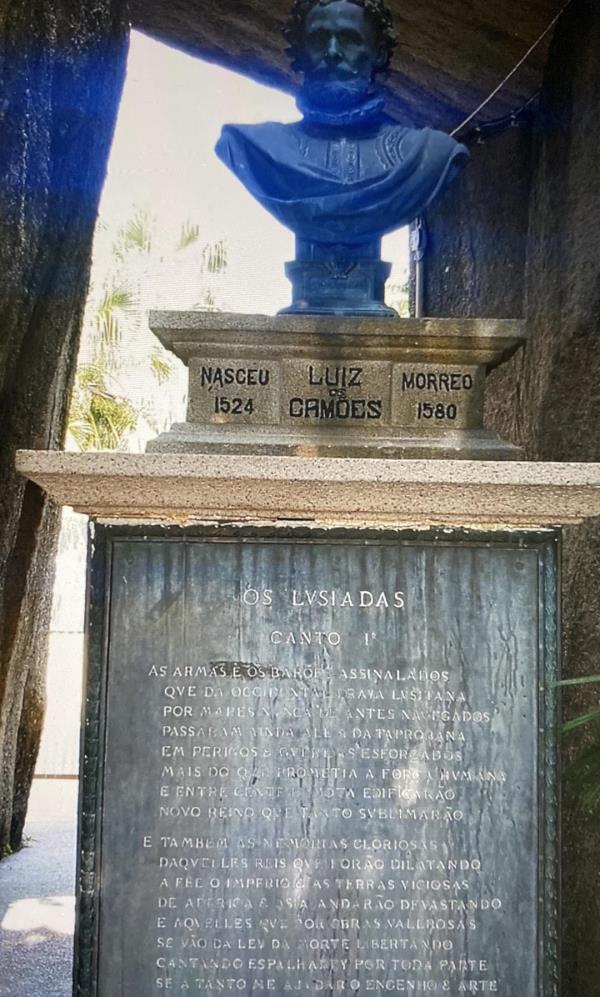 NASCEU
1524
LUIZ
DE
CAMÕES
MORREO
1580
OS LVSIADAS
CANTO Iº
AS ARMAS E OS BARÕES ASSINALADOS
QVE DA OCCIDENTAL PRAYA LVSITANA
POR MARES NVNCA DE ANTES NAVEGADOS
PASSARAM AINDA ALEM DA TAPROBANA
EM PERIGOS & GVERRAS ESFORÇADOS
MAIS DO QVE PROMETIA A FORÇA HVMANA
E ENTRE GENTE REMOTA EDIFICARÃO
NOVO REINO QVE TANTO SVBLIMARÃO
E TAMBEM AS MEMORIAS GLORIOSAS
DAQVELLES REIS QVE FORÃO DILATANDO
A FEE O IMPERIO & AS TERRAS VICIOSAS
DE AFRICA & ASIA ANDARÃO DEVASTANDO
E AQVELLES QVE POR OBRAS VALEROSAS
SE VÃO DA LEY DA MORTE LIBERTANDO
CANTANDO ESPALHAREY POR TODA PARTE
SE A TANTO ME AJUDAR O ENGENHO & ARTE